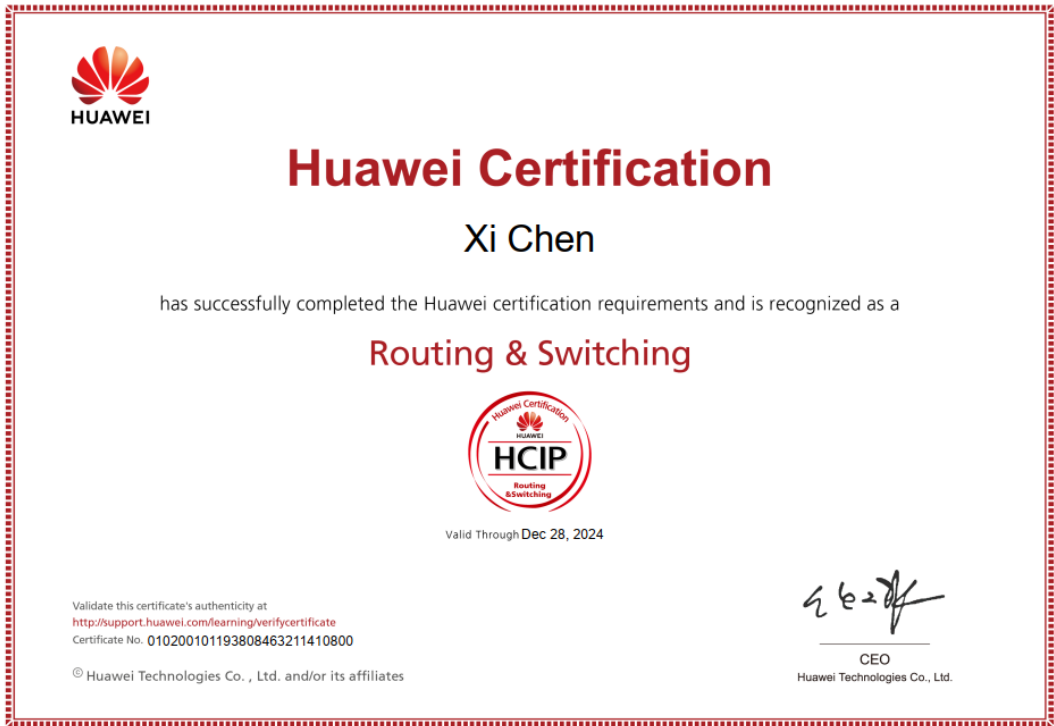 HUAWEI
Huawei Certification
Xi Chen
has successfully completed the Huawei certification requirements and is recognized as a
Routing & Switching
Huawei Certification
HUAWEI
HCIP
Routing
&Switching
Valid Through Dec 28, 2024
Validate this certificate's authenticity at
http://support.huawei.com/learning/verifycertificate
Certificate No. 010200101193808463211410800
© Huawei Technologies Co. , Ltd. and/or its affiliates
CEO
Huawei Technologies Co., Ltd.